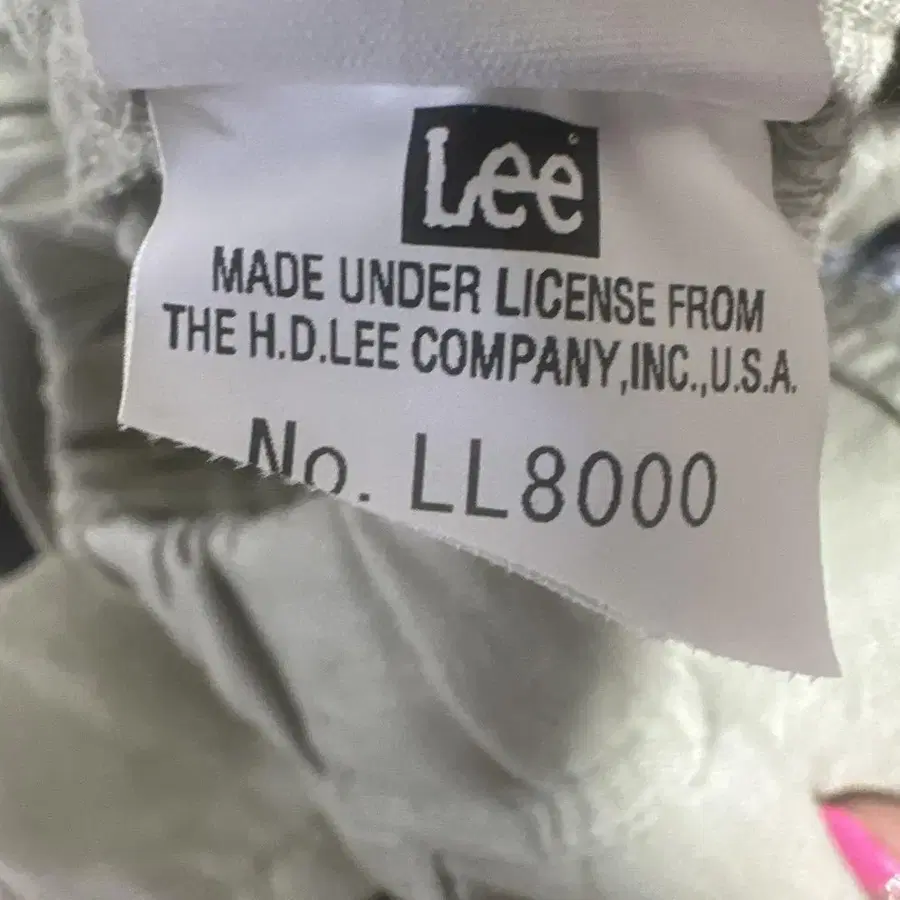 Lee
MADE UNDER LICENSE FROM
THE H.D.LEE COMPANY,INC.,U.S.A.
No. LL8000